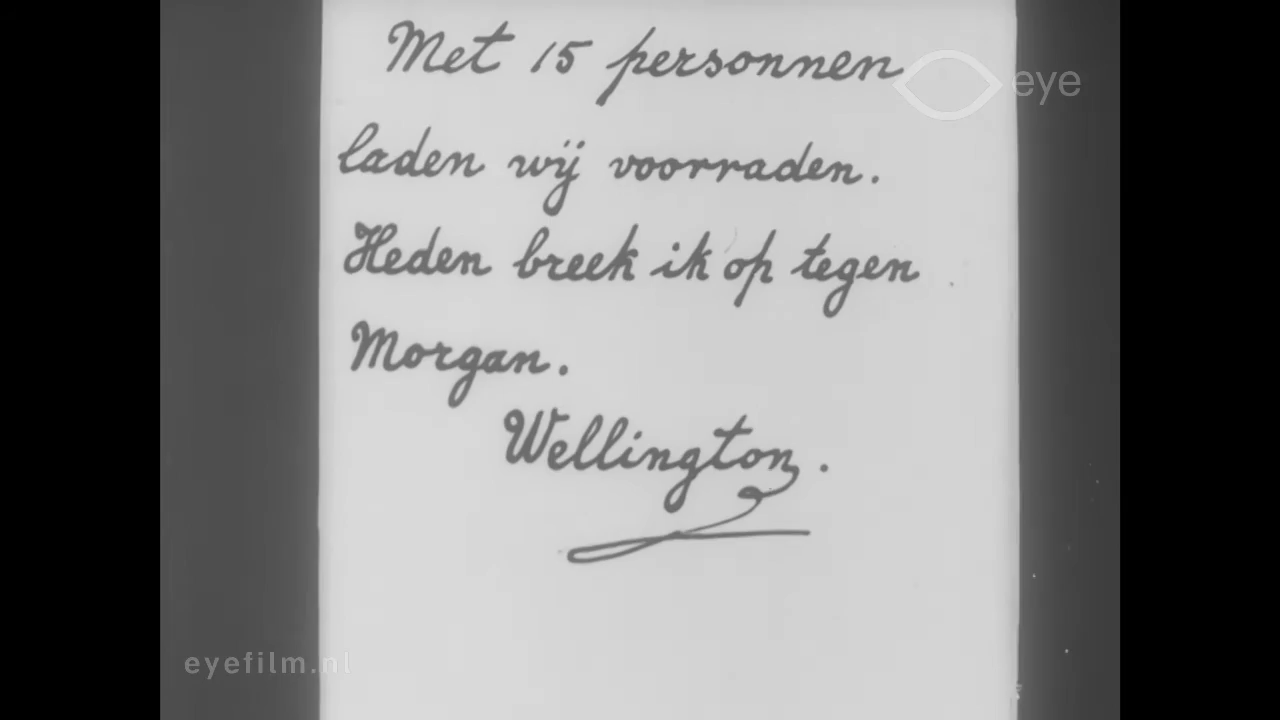 Met 15 personnen
eye
laden wij voorraden.
Heden breek ik op tegen
Morgan.
Wellington.
eyefilm.nl